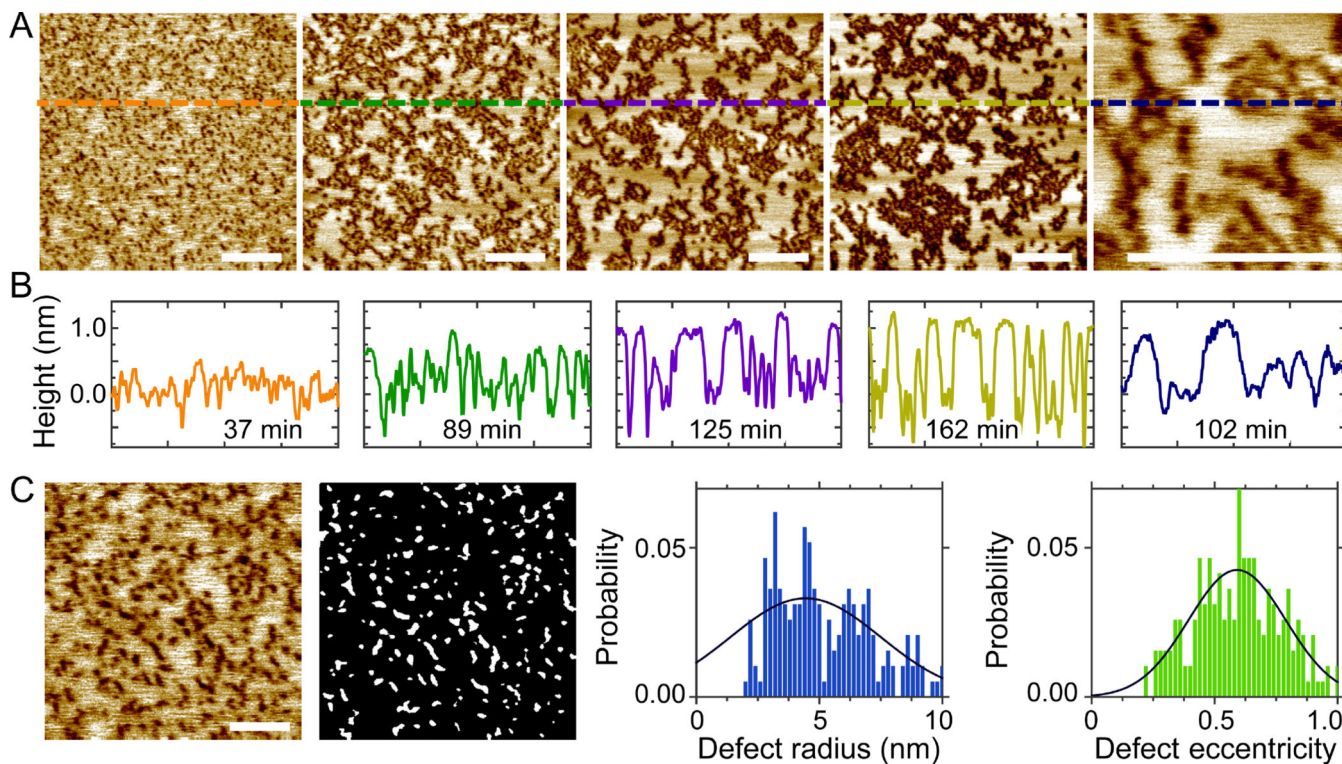 A
B
Height (nm)
1.0
0.0
37 min
89 min
125 min
162 min
102 min
C
Probability
0.05
0.00
0
5
10
Defect radius (nm)
Probability
0.05
0.00
0
0.5
1.0
Defect eccentricity